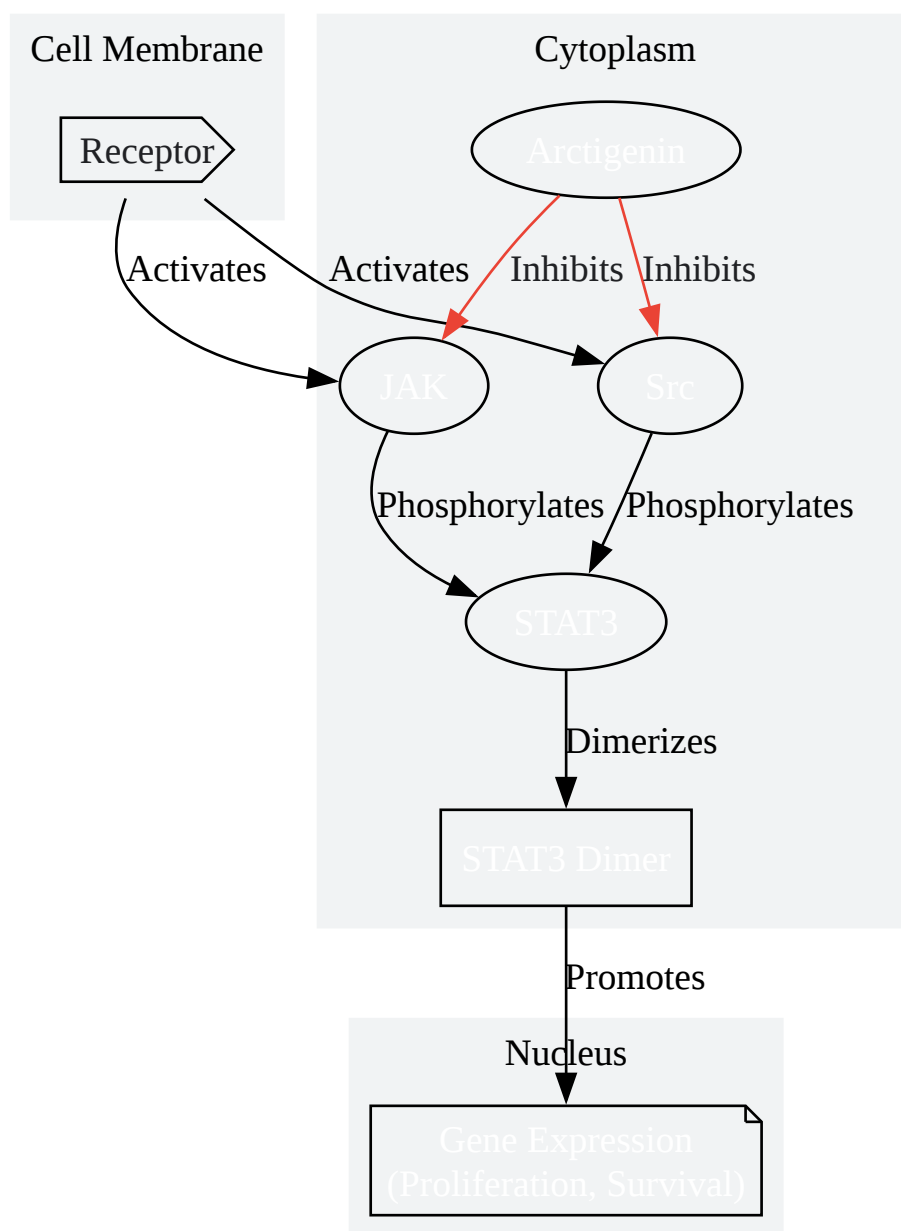 Cell Membrane
Cytoplasm
Receptor
Arctigenin
Activates
Activates
Inhibits
Inhibits
JAK
Src
Phosphorylates
Phosphorylates
STAT3
Dimerizes
STAT3 Dimer
Promotes
Nucleus
Gene Expression
(Proliferation, Survival)